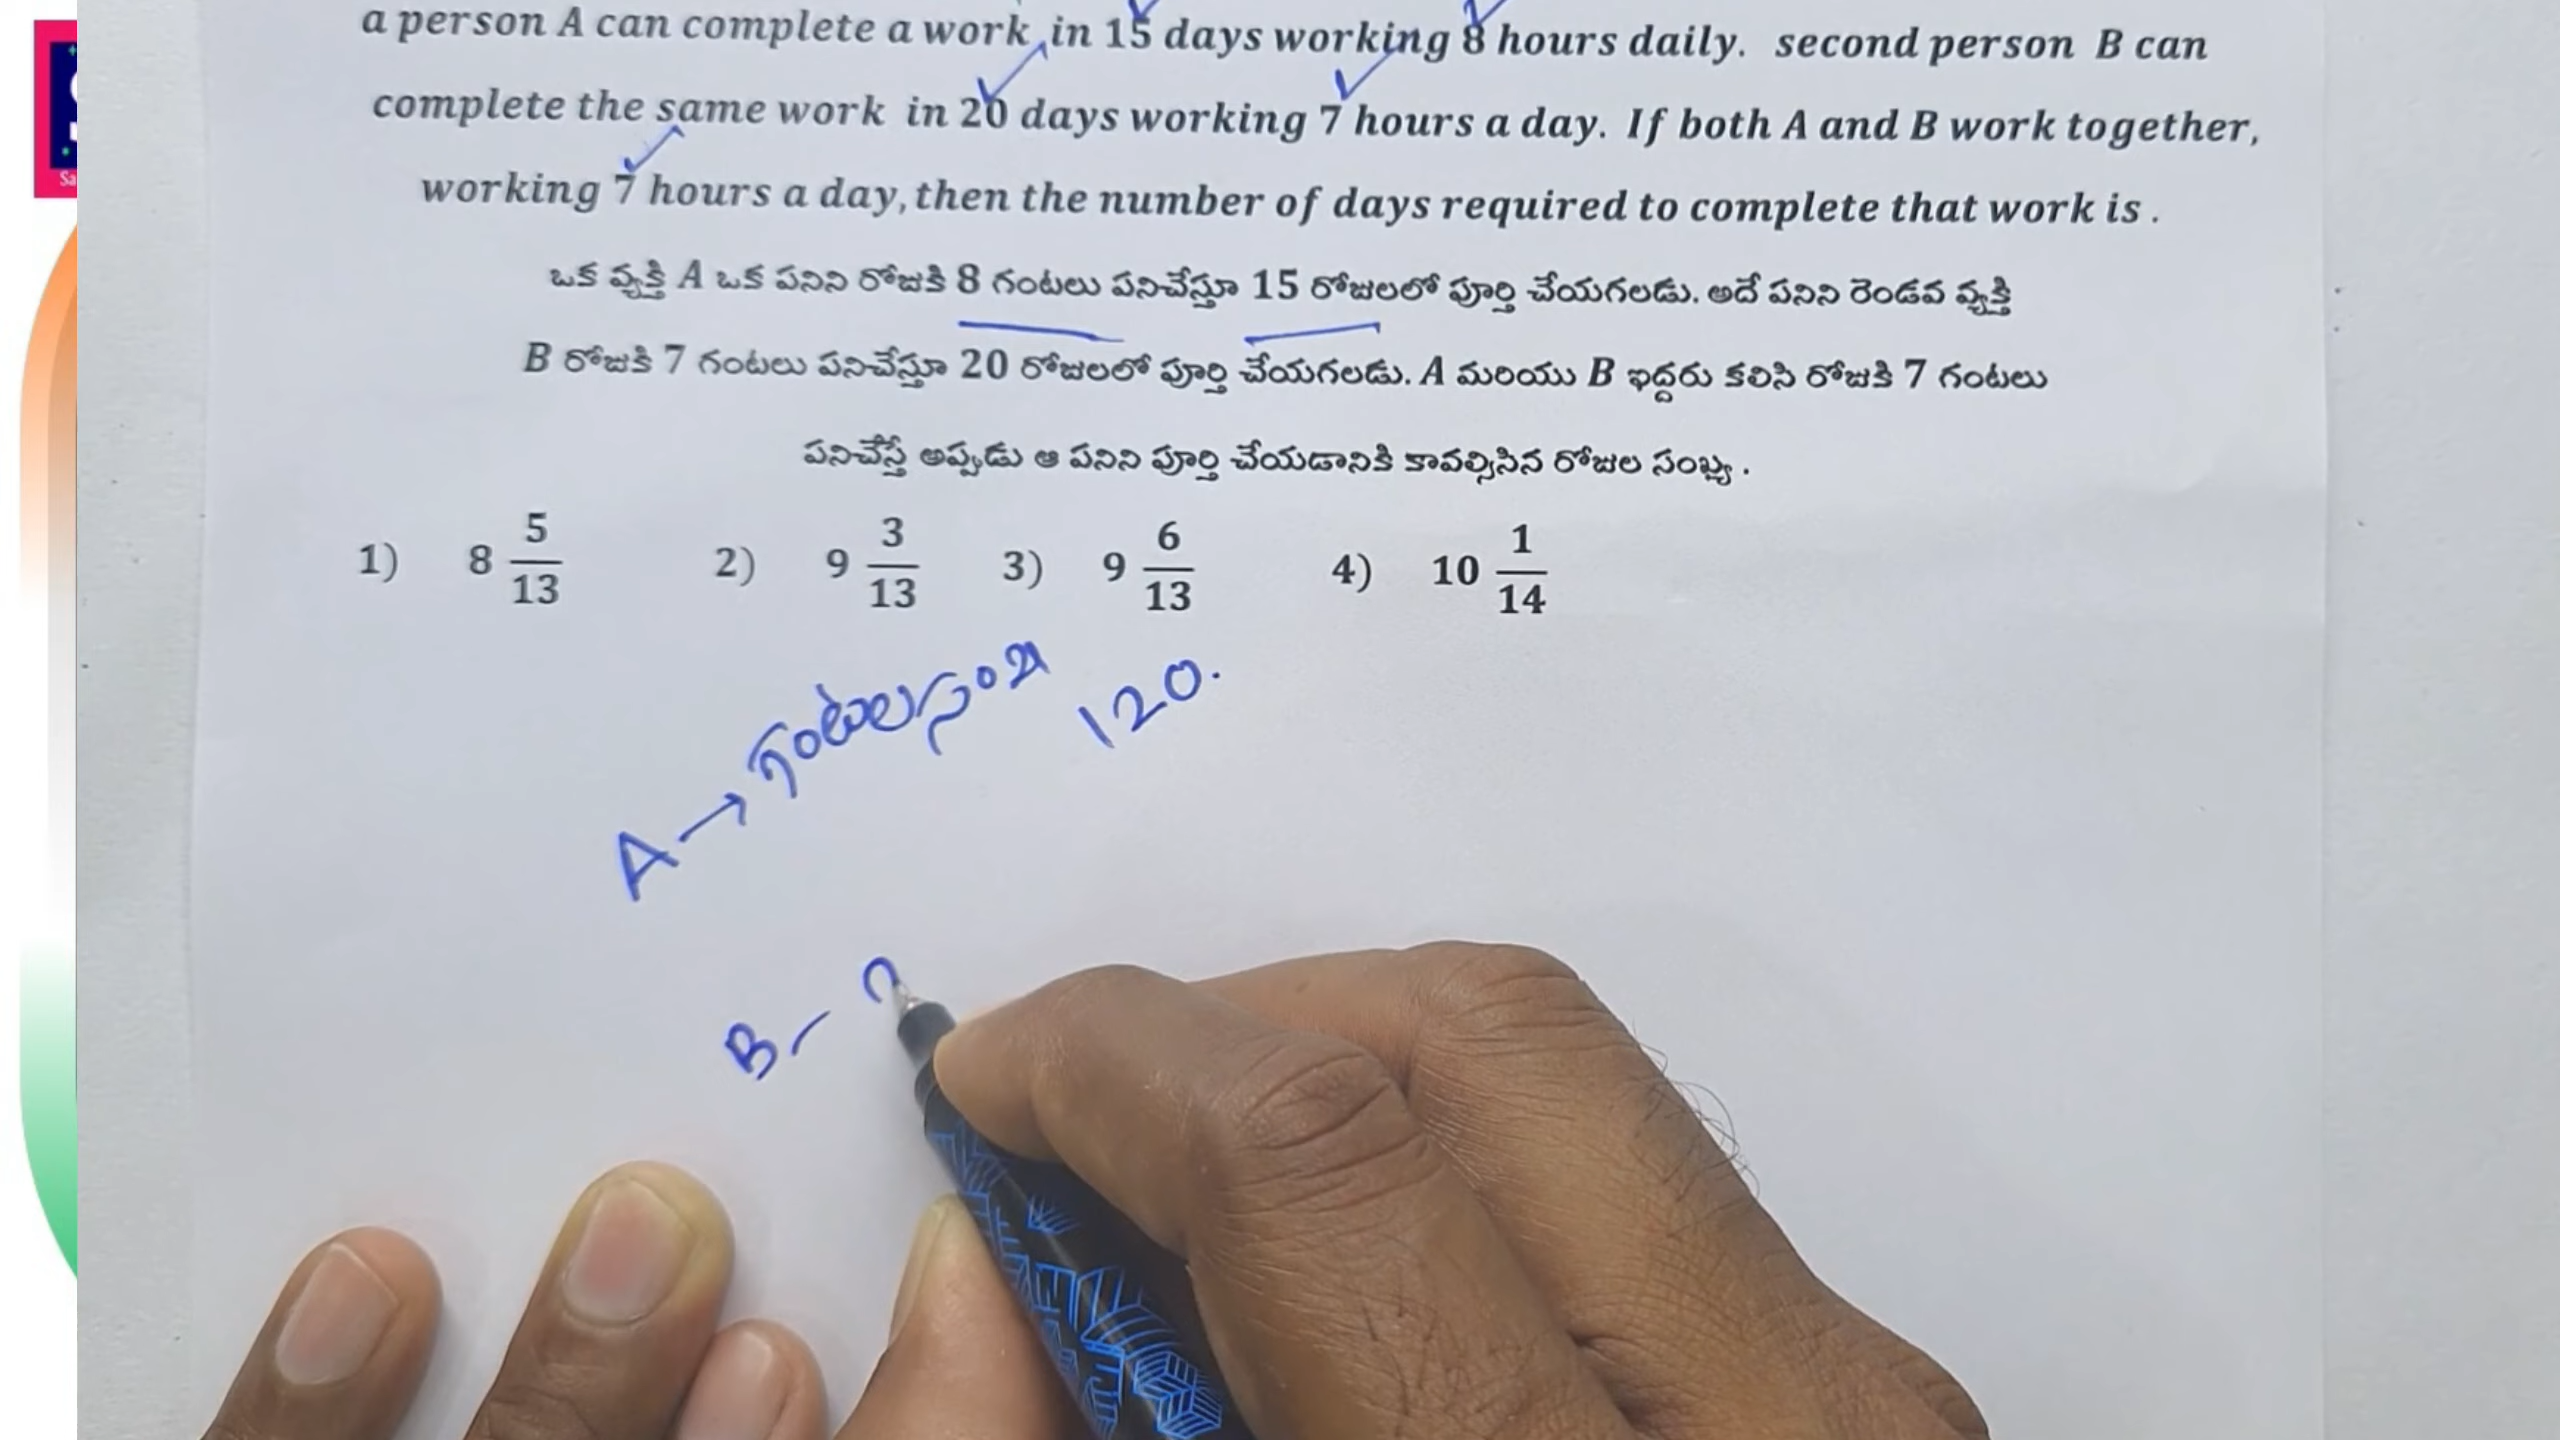 a person A can complete a work in 15 days working 8 hours daily. second person B can
complete the same work in 20 days working 7 hours a day. If both A and B work together,
working 7 hours a day, then the number of days required to complete that work is .
ఒక వ్యక్తి A ఒక పనిని రోజుకి 8 గంటలు పనిచేస్తూ 15 రోజులలో పూర్తి చేయగలడు. అదే పనిని రెండవ వ్యక్తి
B రోజుకి 7 గంటలు పనిచేస్తూ 20 రోజులలో పూర్తి చేయగలడు. A మరియు B ఇద్దరు కలిసి రోజుకి 7 గంటలు
పనిచేస్తే అప్పుడు ఆ పనిని పూర్తి చేయడానికి కావల్సిసిన రోజుల సంఖ్య .
1) 8 5/13 2) 9 3/13 3) 9 6/13 4) 10 1/14
A → గంటల 120.
B –